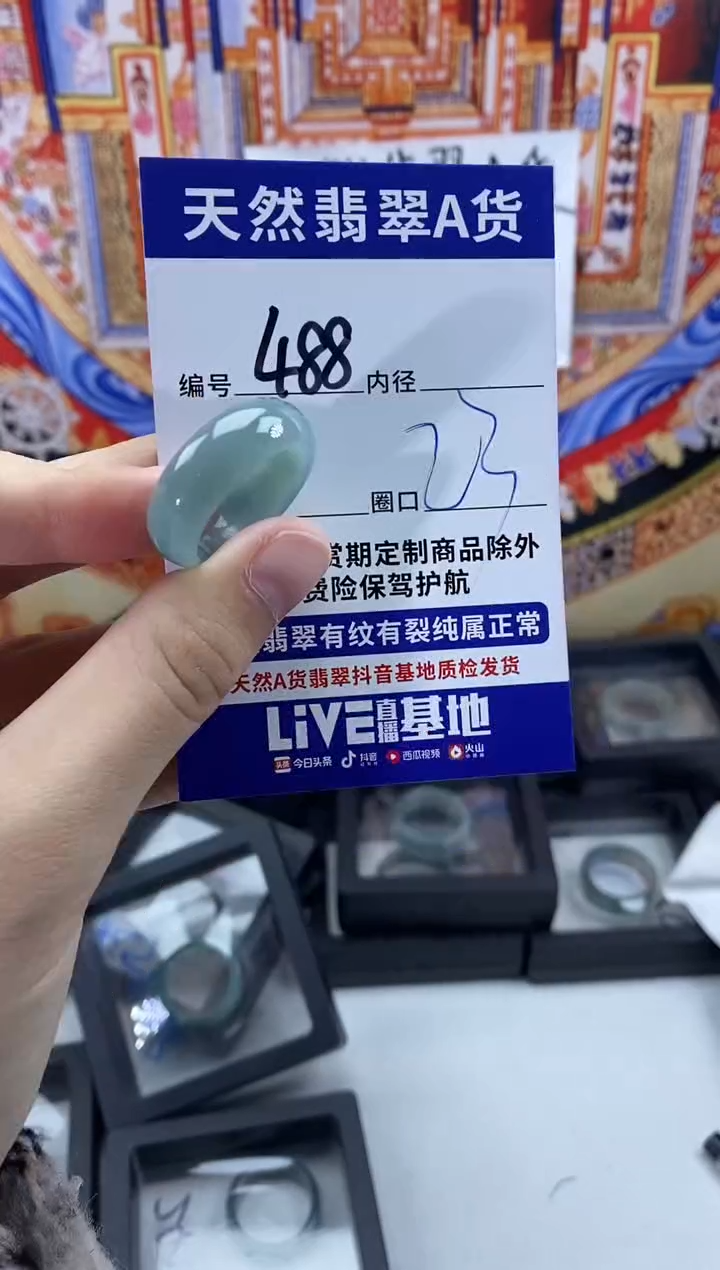 天然翡翠A货
编号 488 内径
圈口
赏期定制商品除外
费险保驾护航
翡翠有纹有裂纯属正常
天然A货翡翠抖音基地质检发货
LiVE直播基地
头条 今日头条 抖音 西瓜视频 火山